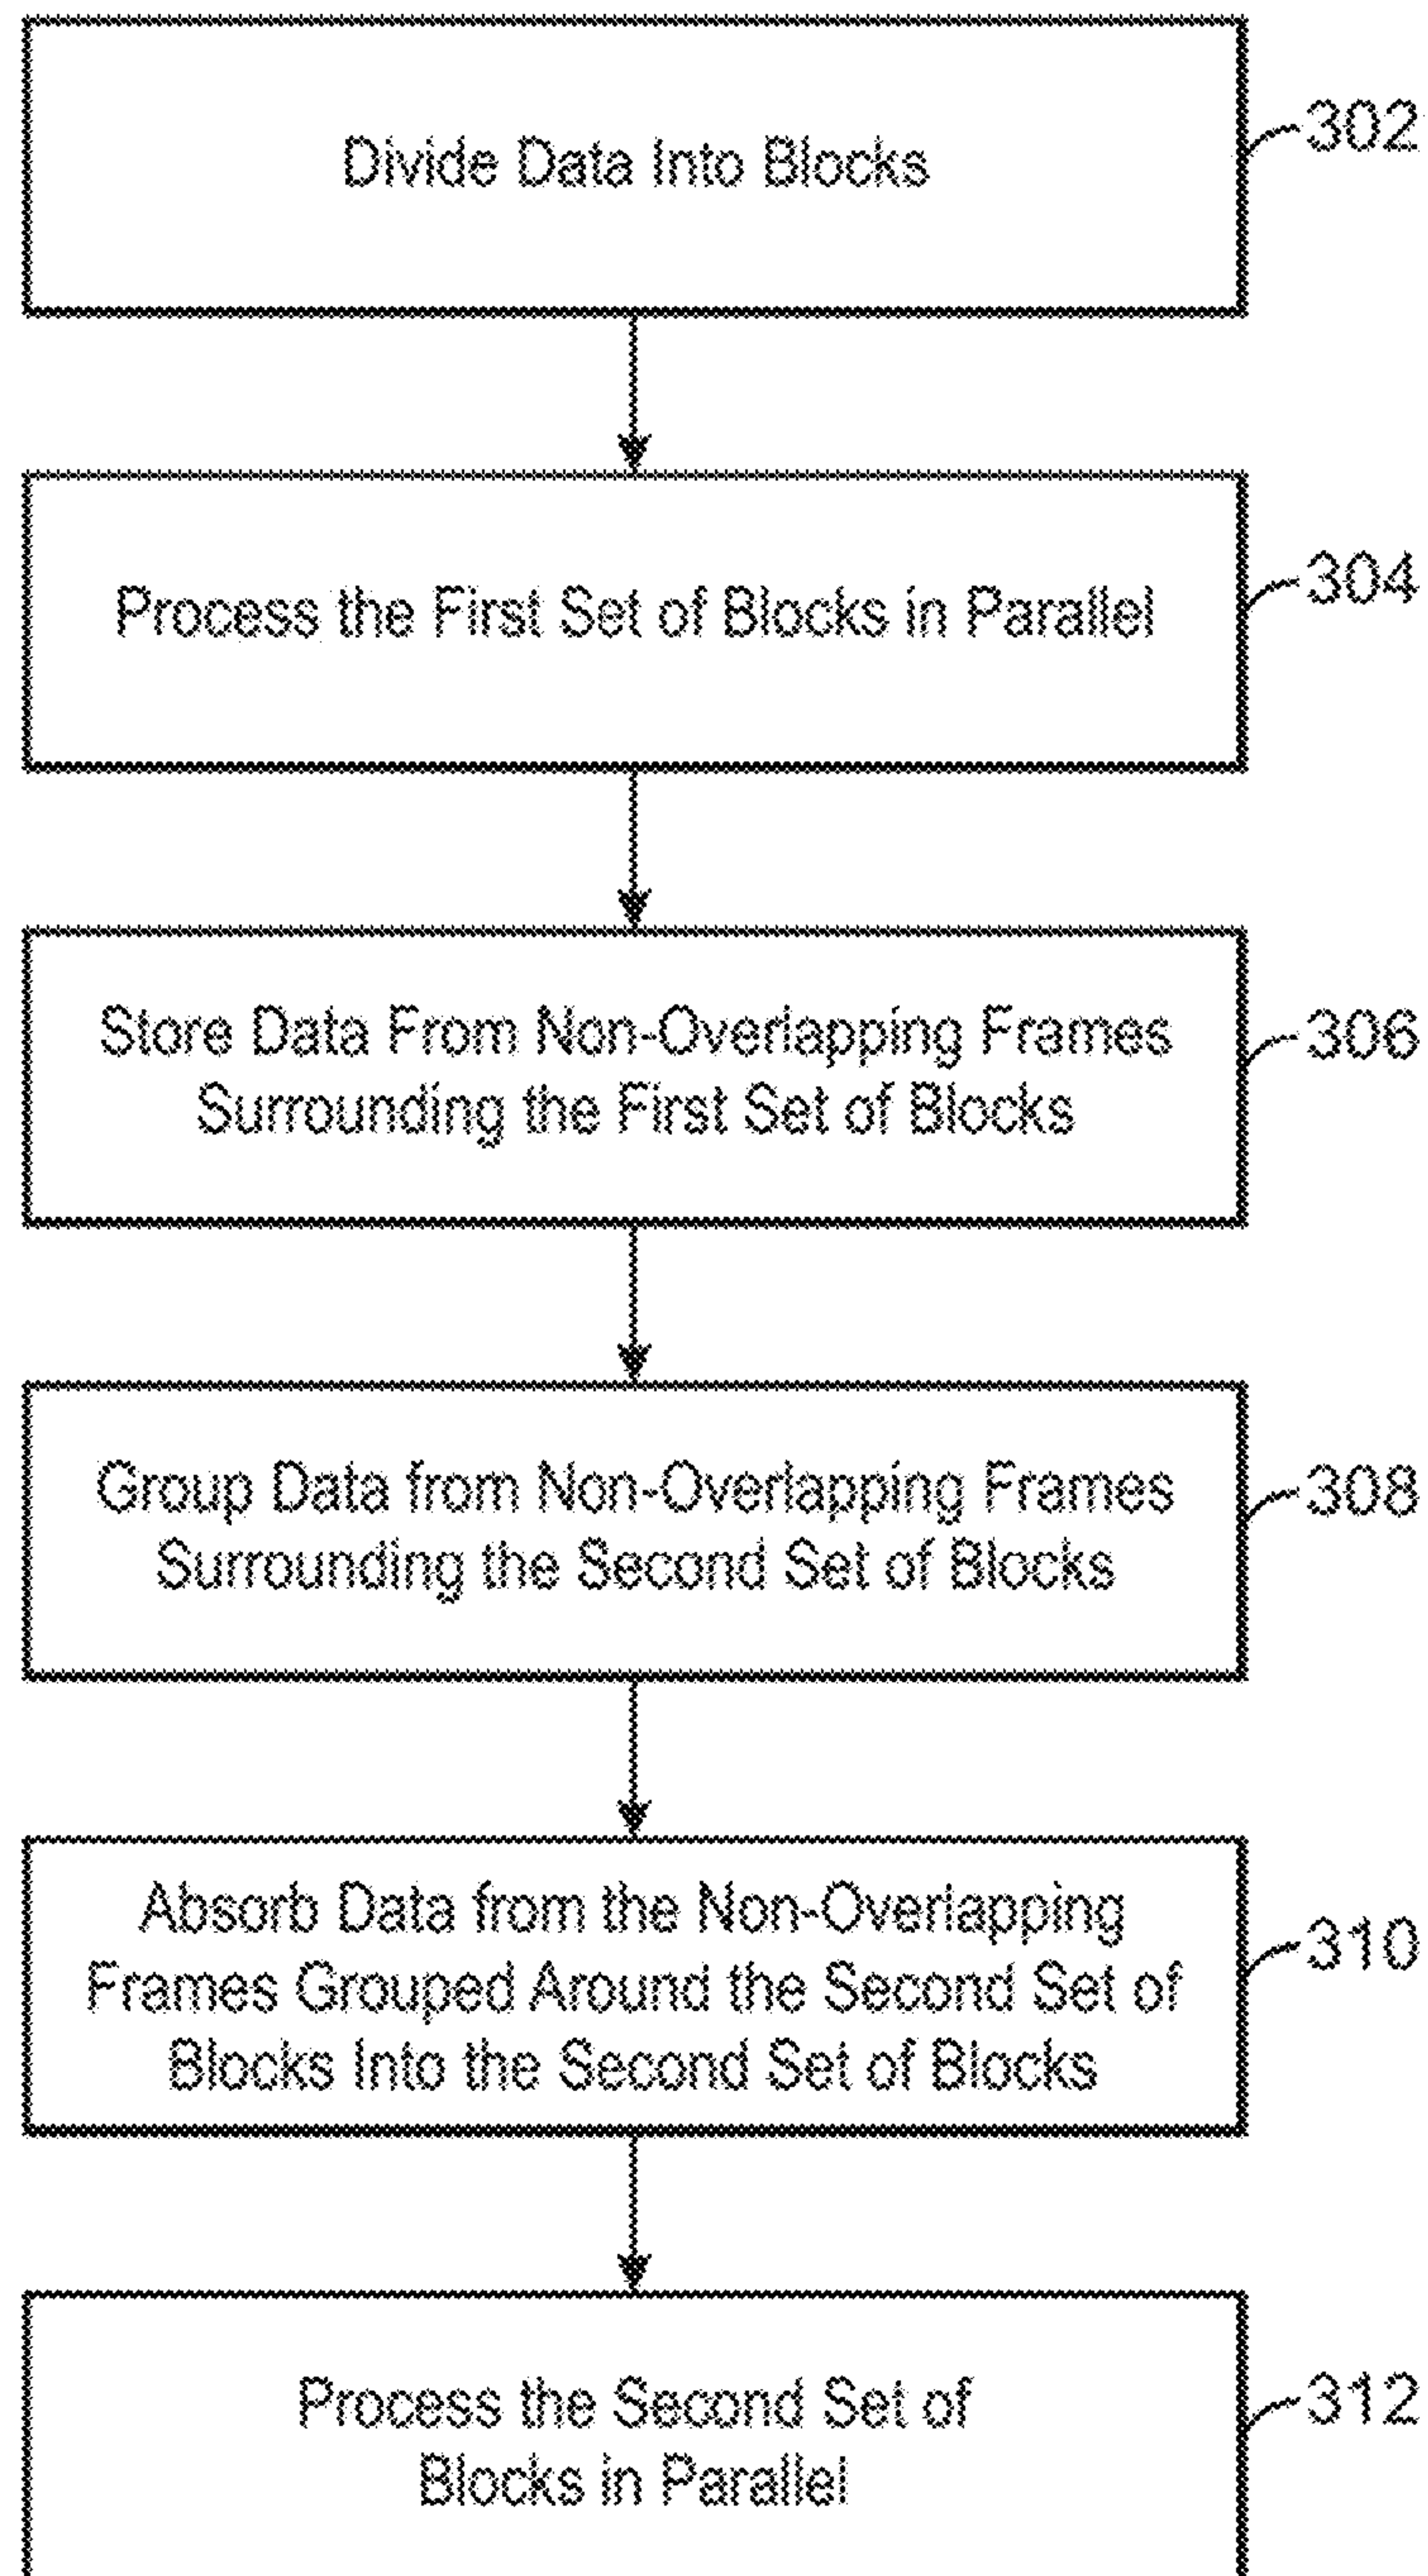 Divide Data Into Blocks
302
Process the First Set of Blocks in Parallel
304
Store Data From Non-Overlapping Frames
Surrounding the First Set of Blocks
306
Group Data from Non-Overlapping Frames
Surrounding the Second Set of Blocks
308
Absorb Data from the Non-Overlapping
Frames Grouped Around the Second Set of
Blocks Into the Second Set of Blocks
310
Process the Second Set of
Blocks in Parallel
312